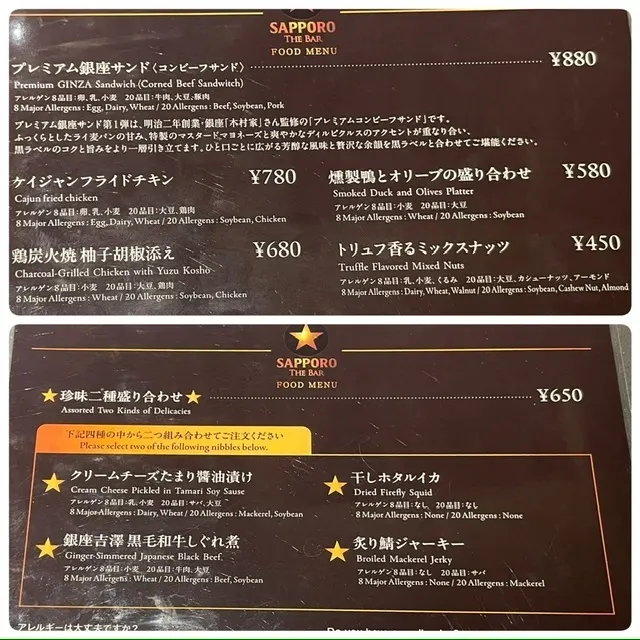 SAPPORO
THE BAR
FOOD MENU
プレミアム銀座サンド〈コンビーフサンド〉 ¥880
Premium GINZA Sandwich (Corned Beef Sandwitch)
アレルゲン8品目：卵、乳、小麦 20品目：牛肉、大豆、豚肉
8 Major Allergens : Egg, Dairy, Wheat / 20 Allergens : Beef, Soybean, Pork
プレミアム銀座サンド第1弾は、明治二年創業・銀座「木村家」さん監修の「プレミアムコンビーフサンド」です。
ふっくらとしたライ麦パンの甘み、特製のマスタードマヨネーズと爽やかなディルピクルスのアクセントが重なり合い、
黒ラベルのコクと旨みをより一層引き立てます。ひと口ごとに広がる芳醇な風味と贅沢な余韻を黒ラベルと合わせてご堪能ください。
ケイジャンフライドチキン ¥780
Cajun fried chicken
アレルゲン8品目：卵、乳、小麦 20品目：大豆、鶏肉
8 Major Allergens : Egg, Dairy, Wheat / 20 Allergens : Soybean, Chicken
燻製鴨とオリーブの盛り合わせ ¥580
Smoked Duck and Olives Platter
アレルゲン8品目：小麦 20品目：大豆
8 Major Allergens : Wheat / 20 Allergens : Soybean
鶏炭火焼 柚子胡椒添え ¥680
Charcoal-Grilled Chicken with Yuzu Kosho
アレルゲン8品目：小麦 20品目：大豆、鶏肉
8 Major Allergens : Wheat / 20 Allergens : Soybean, Chicken
トリュフ香るミックスナッツ ¥450
Truffle Flavored Mixed Nuts
アレルゲン8品目：乳、小麦、くるみ 20品目：大豆、カシューナッツ、アーモンド
8 Major Allergens : Dairy, Wheat, Walnut / 20 Allergens : Soybean, Cashew Nut, Almond
SAPPORO
THE BAR
FOOD MENU
珍味二種盛り合わせ ¥650
Assorted Two Kinds of Delicacies
下記四種の中から二つ組み合わせてご注文ください
Please select two of the following nibbles below.
クリームチーズたまり醤油漬け
Cream Cheese Pickled in Tamari Soy Sause
アレルゲン8品目：乳、小麦 20品目：サバ、大豆
8 Major Allergens : Dairy, Wheat / 20 Allergens : Mackerel, Soybean
干しホタルイカ
Dried Firefly Squid
アレルゲン8品目：なし 20品目：なし
8 Major Allergens : None / 20 Allergens : None
銀座吉澤 黒毛和牛しぐれ煮
Ginger-Simmered Japanese Black Beef
アレルゲン8品目：小麦 20品目：牛肉、大豆
8 Major Allergens : Wheat / 20 Allergens : Beef, Soybean
炙り鯖ジャーキー
Broiled Mackerel Jerky
アレルゲン8品目：なし 20品目：サバ
8 Major Allergens : None / 20 Allergens : Mackerel
アレルギーは大丈夫ですか？